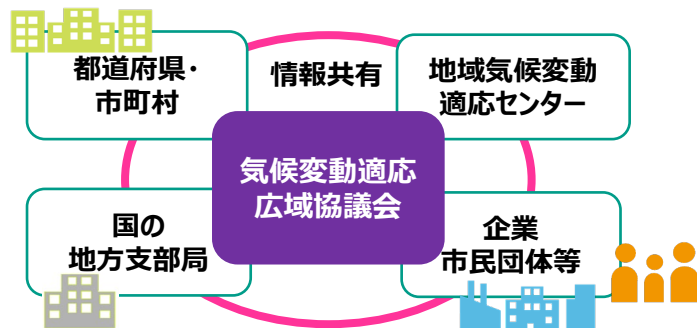 都道府県・
市町村
情報共有
地域気候変動
適応センター
気候変動適応
広域協議会
国の
地方支部局
企業
市民団体等